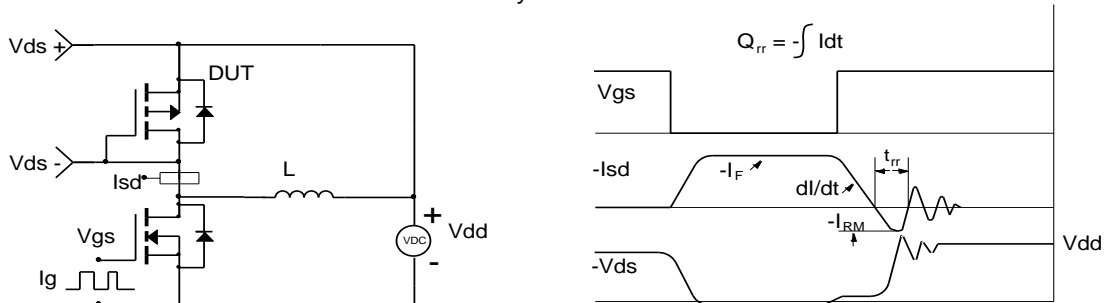 Vds +
DUT
Vds -
Isd
L
Vgs
Ig
+
VDC
-
Vdd
Qrr = -∫ Idt
Vgs
-Isd
-IF
dI/dt
trr
-IRM
Vdd
-Vds